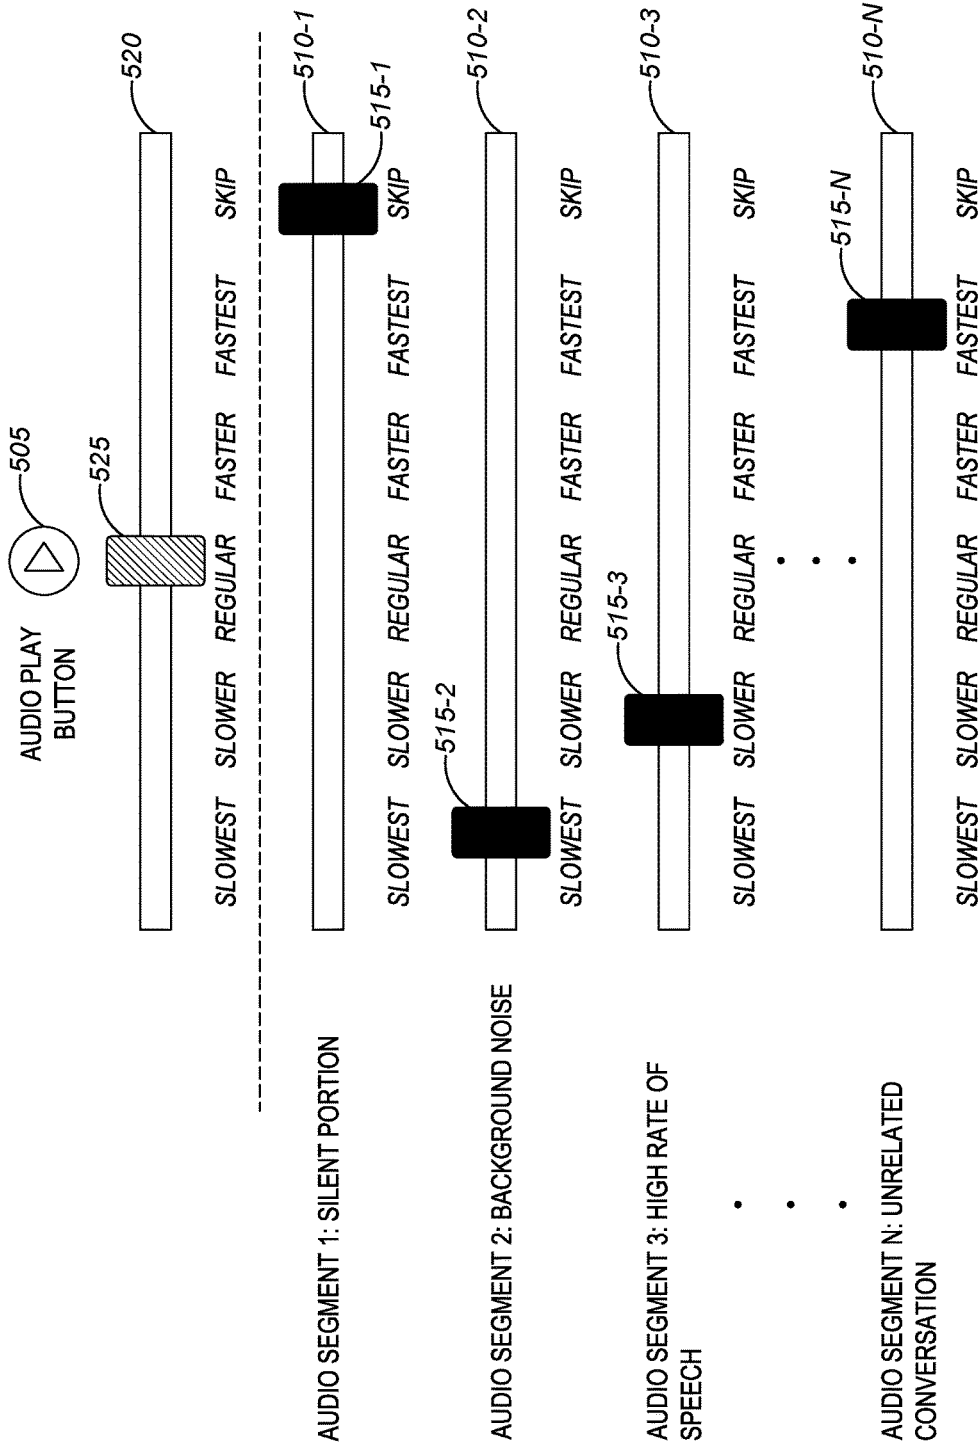 AUDIO PLAY
BUTTON
505
525
520
SLOWEST SLOWER REGULAR FASTER FASTEST SKIP
AUDIO SEGMENT 1: SILENT PORTION
510-1
515-1
SLOWEST SLOWER REGULAR FASTER FASTEST SKIP
AUDIO SEGMENT 2: BACKGROUND NOISE
515-2
510-2
SLOWEST SLOWER REGULAR FASTER FASTEST SKIP
AUDIO SEGMENT 3: HIGH RATE OF
SPEECH
515-3
510-3
SLOWEST SLOWER REGULAR FASTER FASTEST SKIP
AUDIO SEGMENT N: UNRELATED
CONVERSATION
515-N
510-N
SLOWEST SLOWER REGULAR FASTER FASTEST SKIP